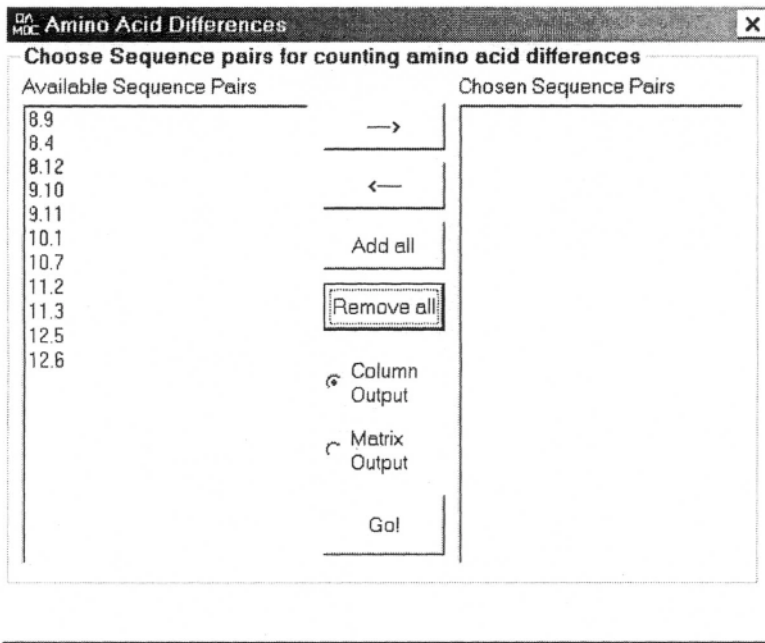 Amino Acid Differences
Choose Sequence pairs for counting amino acid differences
Available Sequence Pairs
Chosen Sequence Pairs
8.9
8.4
8.12
9.10
9.11
10.1
10.7
11.2
11.3
12.5
12.6
-->
<--
Add all
Remove all
Column
Output
Matrix
Output
Go!